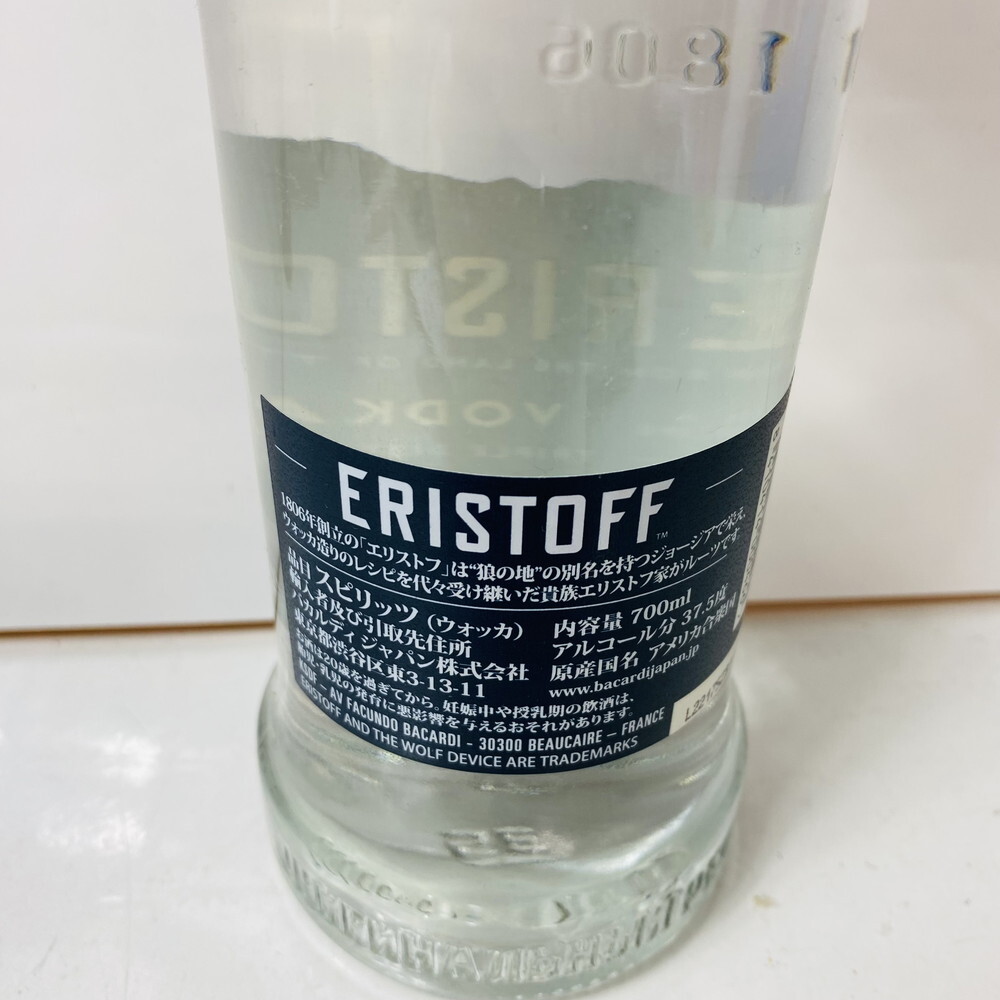 1806
ERISTO
VODK
ERISTOFF™
1806年創立の「エリストフ」は“狼の地”の別名を持つジョージアで栄え、
ウォッカ造りのレシピを代々受け継いだ貴族エリストフ家がルーツです。
品目 スピリッツ（ウォッカ）
輸入者及び引取先住所
バカルディ ジャパン株式会社
東京都渋谷区東3-13-11
内容量 700ml
アルコール分 37.5度
原産国名 アメリカ合衆国
www.bacardijapan.jp
お酒は20歳を過ぎてから。妊娠中や授乳期の飲酒は、
胎児・乳児の発育に悪影響を与えるおそれがあります。
- AV FACUNDO BACARDI - 30300 BEAUCAIRE - FRANCE
ERISTOFF AND THE WOLF DEVICE ARE TRADEMARKS